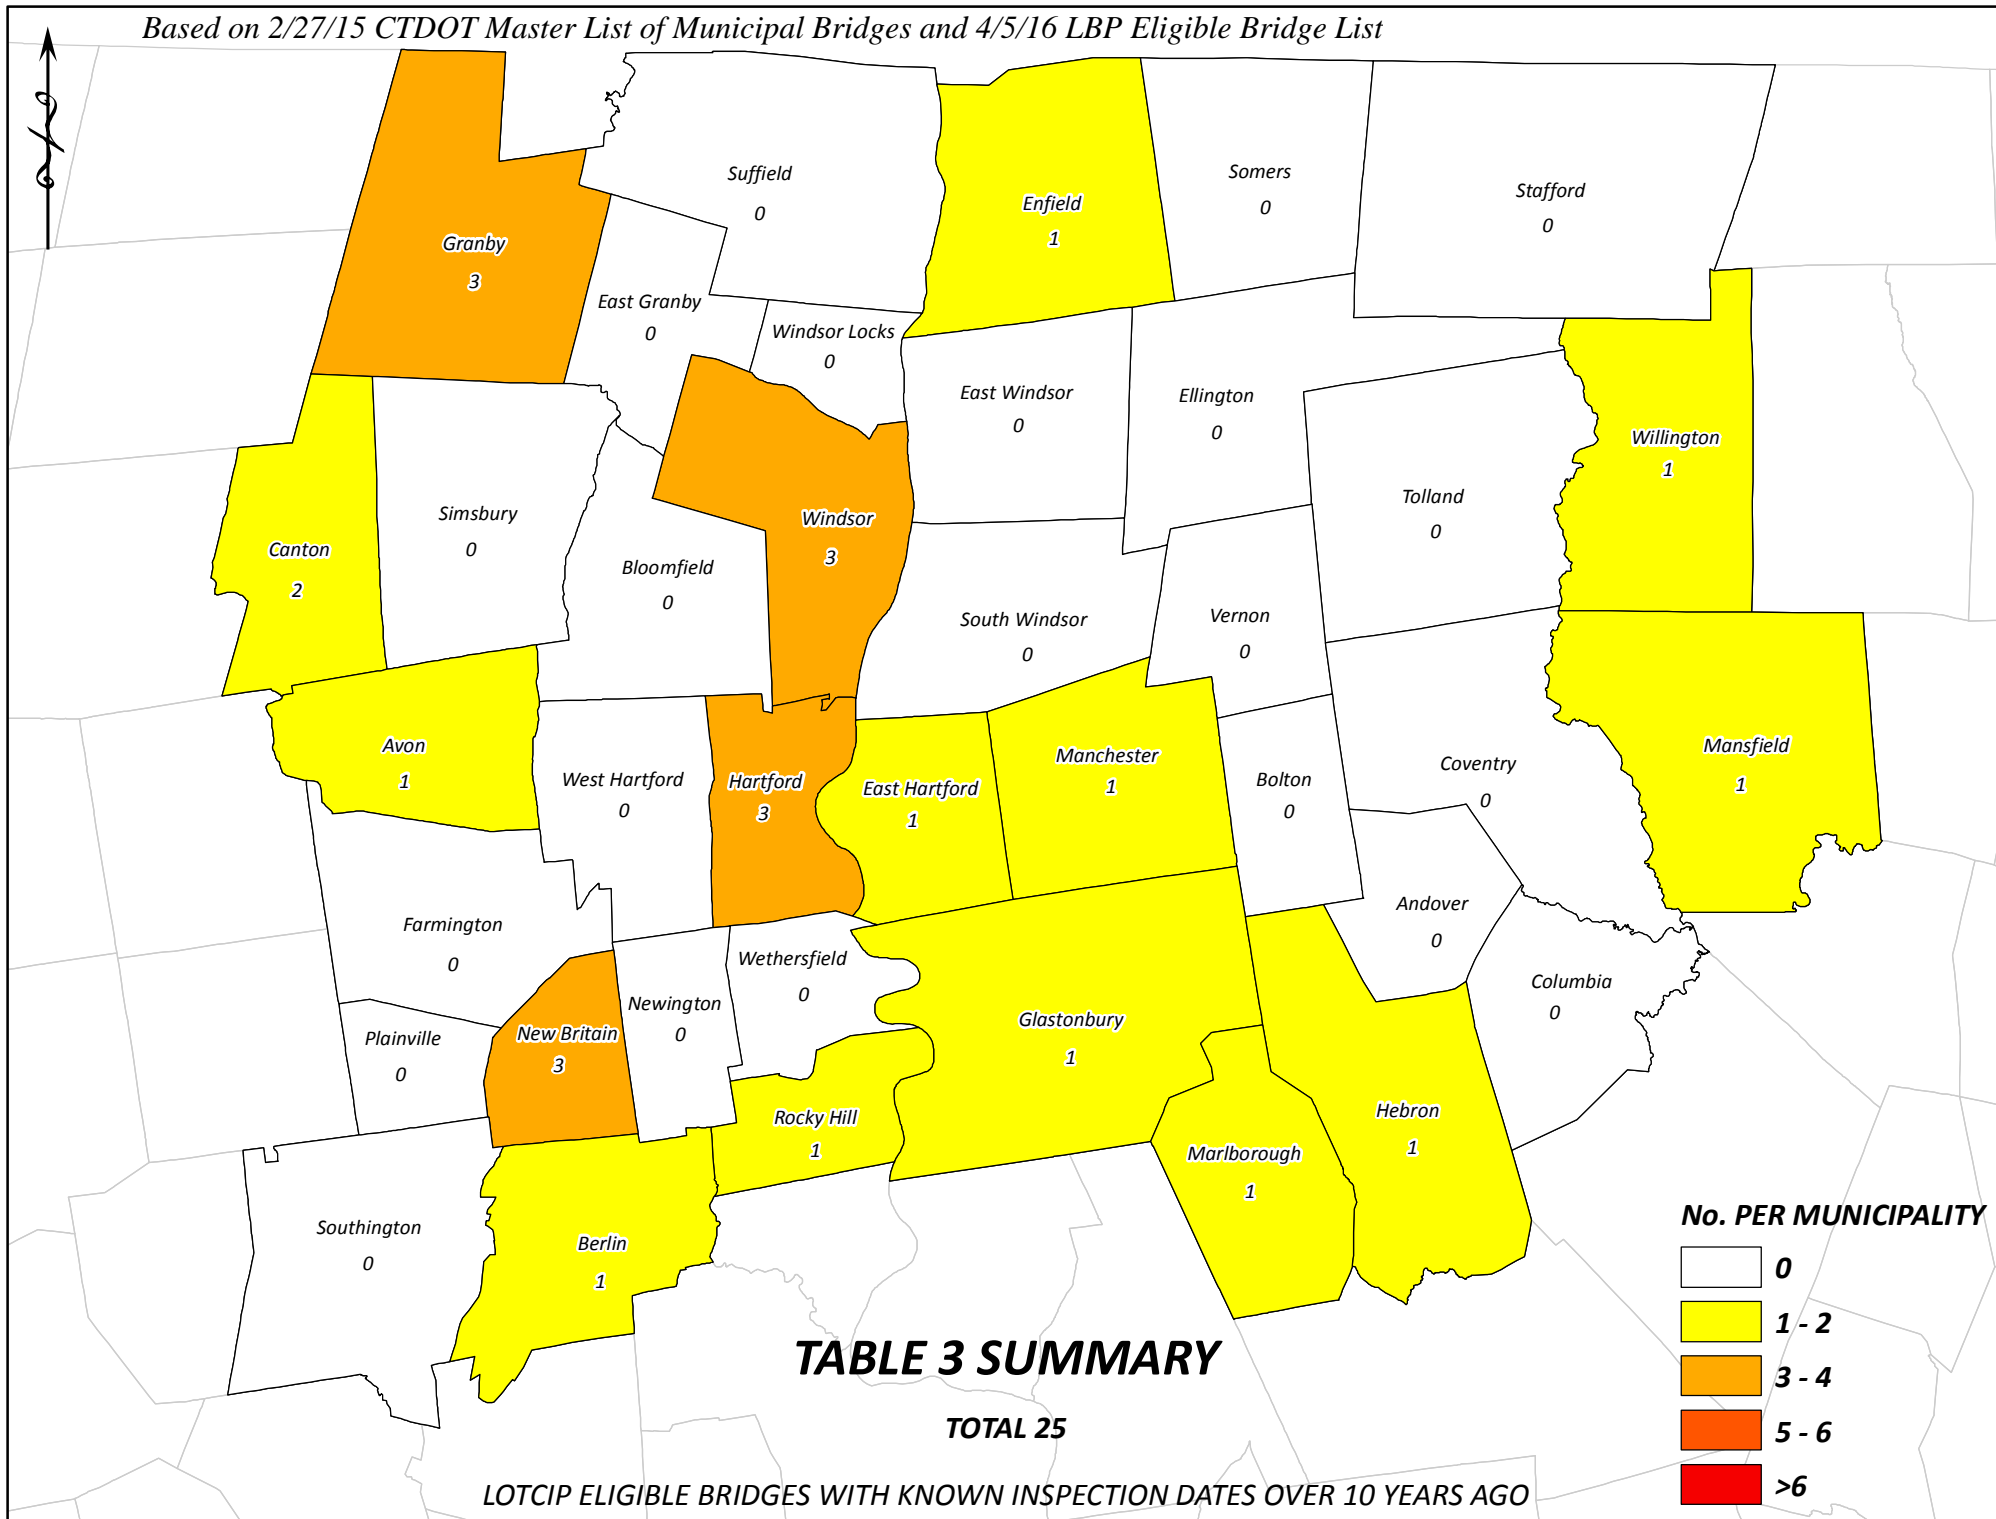 Based on 2/27/15 CTDOT Master List of Municipal Bridges and 4/5/16 LBP Eligible Bridge List
Suffield
0
Somers
0
Stafford
0
Enfield
1
Granby
3
East Granby
0
Windsor Locks
0
East Windsor
0
Ellington
0
Willington
1
Tolland
0
Simsbury
0
Windsor
3
Canton
2
Bloomfield
0
South Windsor
0
Vernon
0
Avon
1
West Hartford
0
Hartford
3
East Hartford
1
Manchester
1
Bolton
0
Coventry
0
Mansfield
1
Farmington
0
Andover
0
Wethersfield
0
Columbia
0
Newington
0
Glastonbury
1
Plainville
0
New Britain
3
Rocky Hill
1
Hebron
1
Marlborough
1
Southington
0
Berlin
1
No. PER MUNICIPALITY
0
1 - 2
3 - 4
5 - 6
>6
TABLE 3 SUMMARY
TOTAL 25
LOTCIP ELIGIBLE BRIDGES WITH KNOWN INSPECTION DATES OVER 10 YEARS AGO